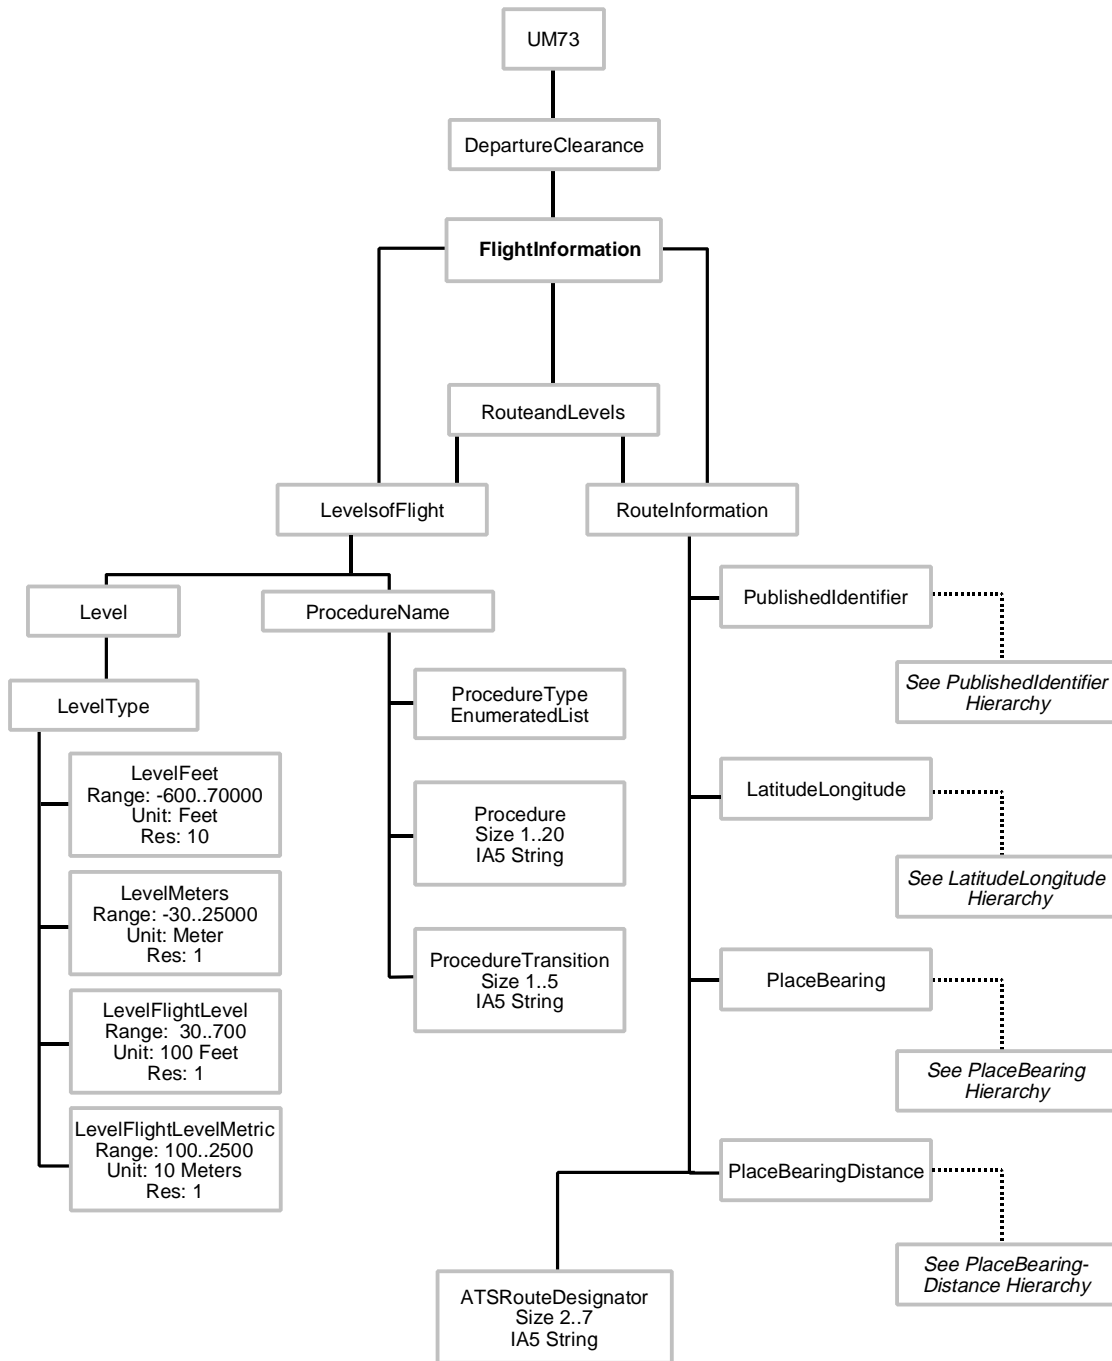 UM73
DepartureClearance
FlightInformation
RouteandLevels
LevelsofFlight
RouteInformation
Level
ProcedureName
PublishedIdentifier
See PublishedIdentifier
Hierarchy
LevelType
ProcedureType
EnumeratedList
LevelFeet
Range: -600..70000
Unit: Feet
Res: 10
Procedure
Size 1..20
IA5 String
LatitudeLongitude
See LatitudeLongitude
Hierarchy
LevelMeters
Range: -30..25000
Unit: Meter
Res: 1
ProcedureTransition
Size 1..5
IA5 String
PlaceBearing
See PlaceBearing
Hierarchy
LevelFlightLevel
Range:  30..700
Unit: 100 Feet
Res: 1
LevelFlightLevelMetric
Range: 100..2500
Unit: 10 Meters
Res: 1
PlaceBearingDistance
See PlaceBearing-
Distance Hierarchy
ATSRouteDesignator
Size 2..7
IA5 String